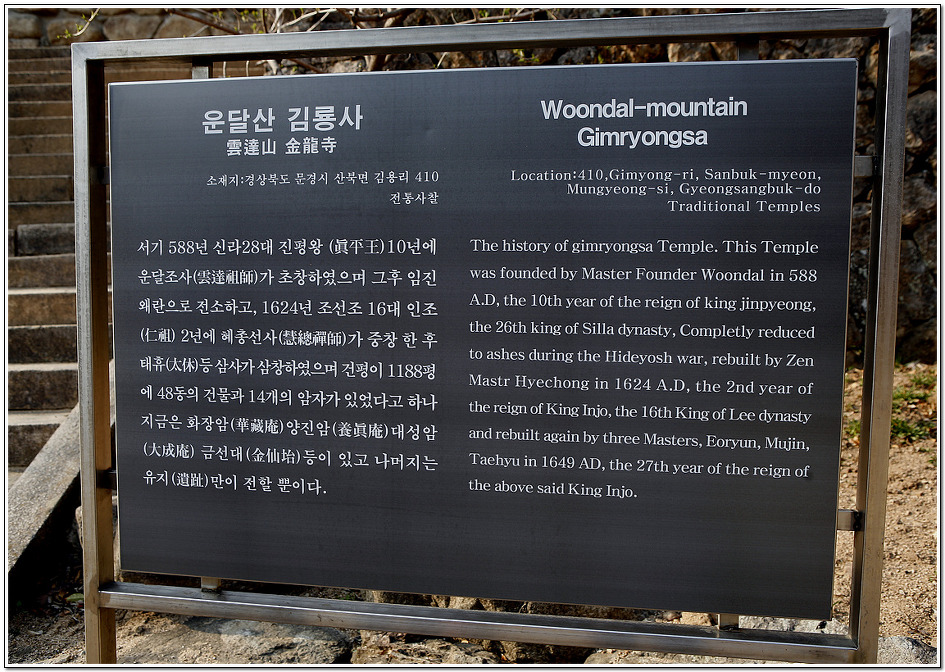 운달산 김룡사
雲達山 金龍寺
소재지:경상북도 문경시 산북면 김용리 410
전통사찰
서기 588년 신라28대 진평왕 (眞平王)10년에
운달조사(雲達祖師)가 초창하였으며 그후 임진
왜란으로 전소하고, 1624년 조선조 16대 인조
(仁祖) 2년에 혜총선사(慧總禪師)가 중창 한 후
태휴(太休)등 삼사가 삼창하였으며 건평이 1188평
에 48동의 건물과 14개의 암자가 있었다고 하나
지금은 화장암(華藏庵)양진암(養眞庵)대성암
(大成庵) 금선대(金仙坮)등이 있고 나머지는
유지(遺趾)만이 전할 뿐이다.
Woondal-mountain
Gimryongsa
Location:410,Gimyong-ri, Sanbuk-myeon,
Mungyeong-si, Gyeongsangbuk-do
Traditional Temples
The history of gimryongsa Temple. This Temple
was founded by Master Founder Woondal in 588
A.D, the 10th year of the reign of king jinpyeong,
the 26th king of Silla dynasty, Completly reduced
to ashes during the Hideyosh war, rebuilt by Zen
Mastr Hyechong in 1624 A.D, the 2nd year of
the reign of King Injo, the 16th King of Lee dynasty
and rebuilt again by three Masters, Eoryun, Mujin,
Taehyu in 1649 AD, the 27th year of the reign of
the above said King Injo.